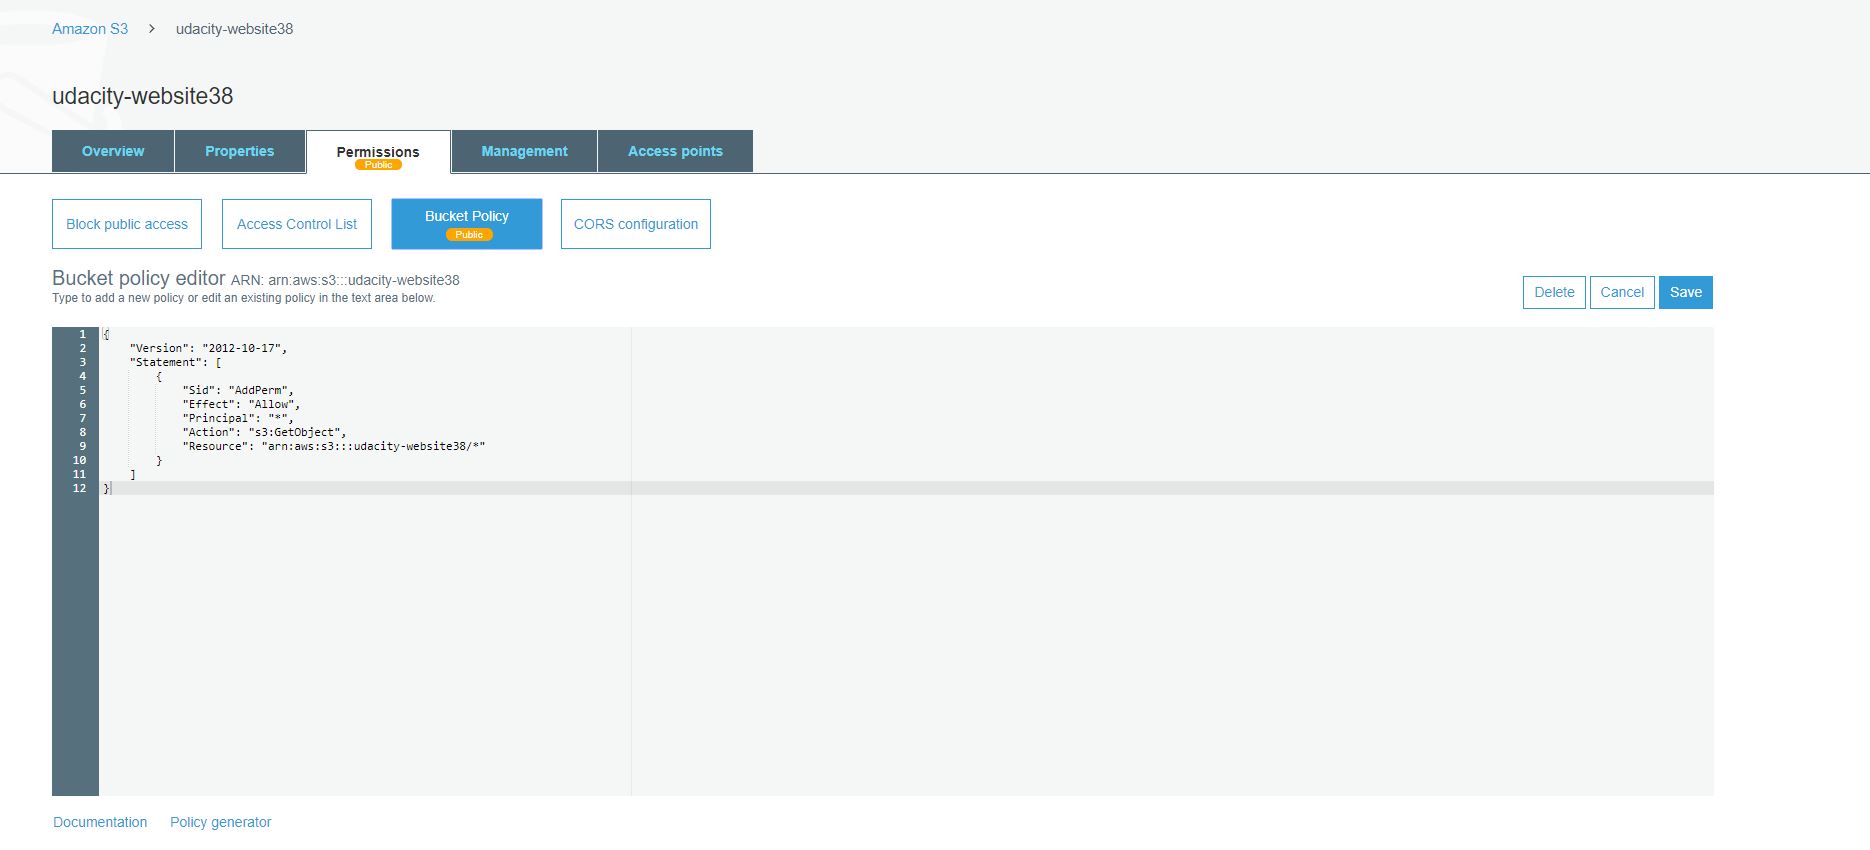 Amazon S3 > udacity-website38
udacity-website38
Overview Properties Permissions Management Access points
Public
Block public access Access Control List Bucket Policy CORS configuration
Public
Bucket policy editor ARN: arn:aws:s3:::udacity-website38
Type to add a new policy or edit an existing policy in the text area below.
Delete Cancel Save
1 {
2 "Version": "2012-10-17",
3 "Statement": [
4 {
5 "Sid": "AddPerm",
6 "Effect": "Allow",
7 "Principal": "*",
8 "Action": "s3:GetObject",
9 "Resource": "arn:aws:s3:::udacity-website38/*"
10 }
11 ]
12 }
Documentation Policy generator